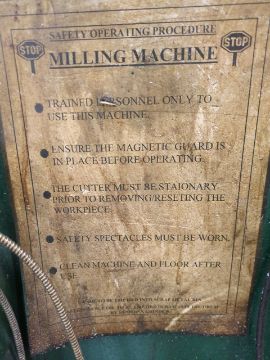 SAFETY OPERATING PROCEDURE
STOP
STOP
MILLING MACHINE
TRAINED PERSONNEL ONLY TO
USE THIS MACHINE.
ENSURE THE MAGNETIC GUARD IS
IN PLACE BEFORE OPERATING.
THE CUTTER MUST BE STAIONARY
PRIOR TO REMOVING/RESETING THE
WORKPIECE.
SAFETY SPECTACLES MUST BE WORN.
CLEAN MACHINE AND FLOOR AFTER
USE